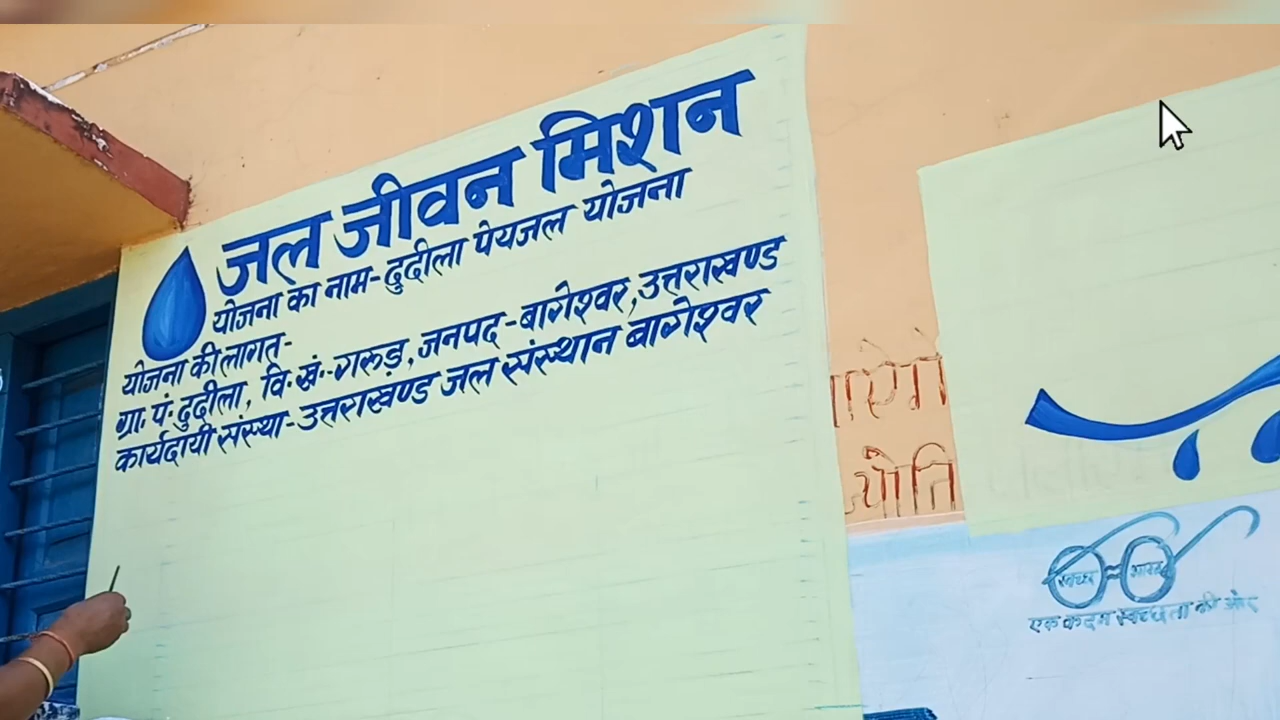 जल जीवन मिशन
योजना का नाम-दुदीला पेयजल योजना
योजना की लागत-
ग्रा. पं. दुदीला, वि.खं.-गरूड़, जनपद-बागेश्वर, उत्तराखण्ड
कार्यदायी संस्था-उत्तराखण्ड जल संस्थान बागेश्वर
स्वच्छ भारत
एक कदम स्वच्छता की ओर